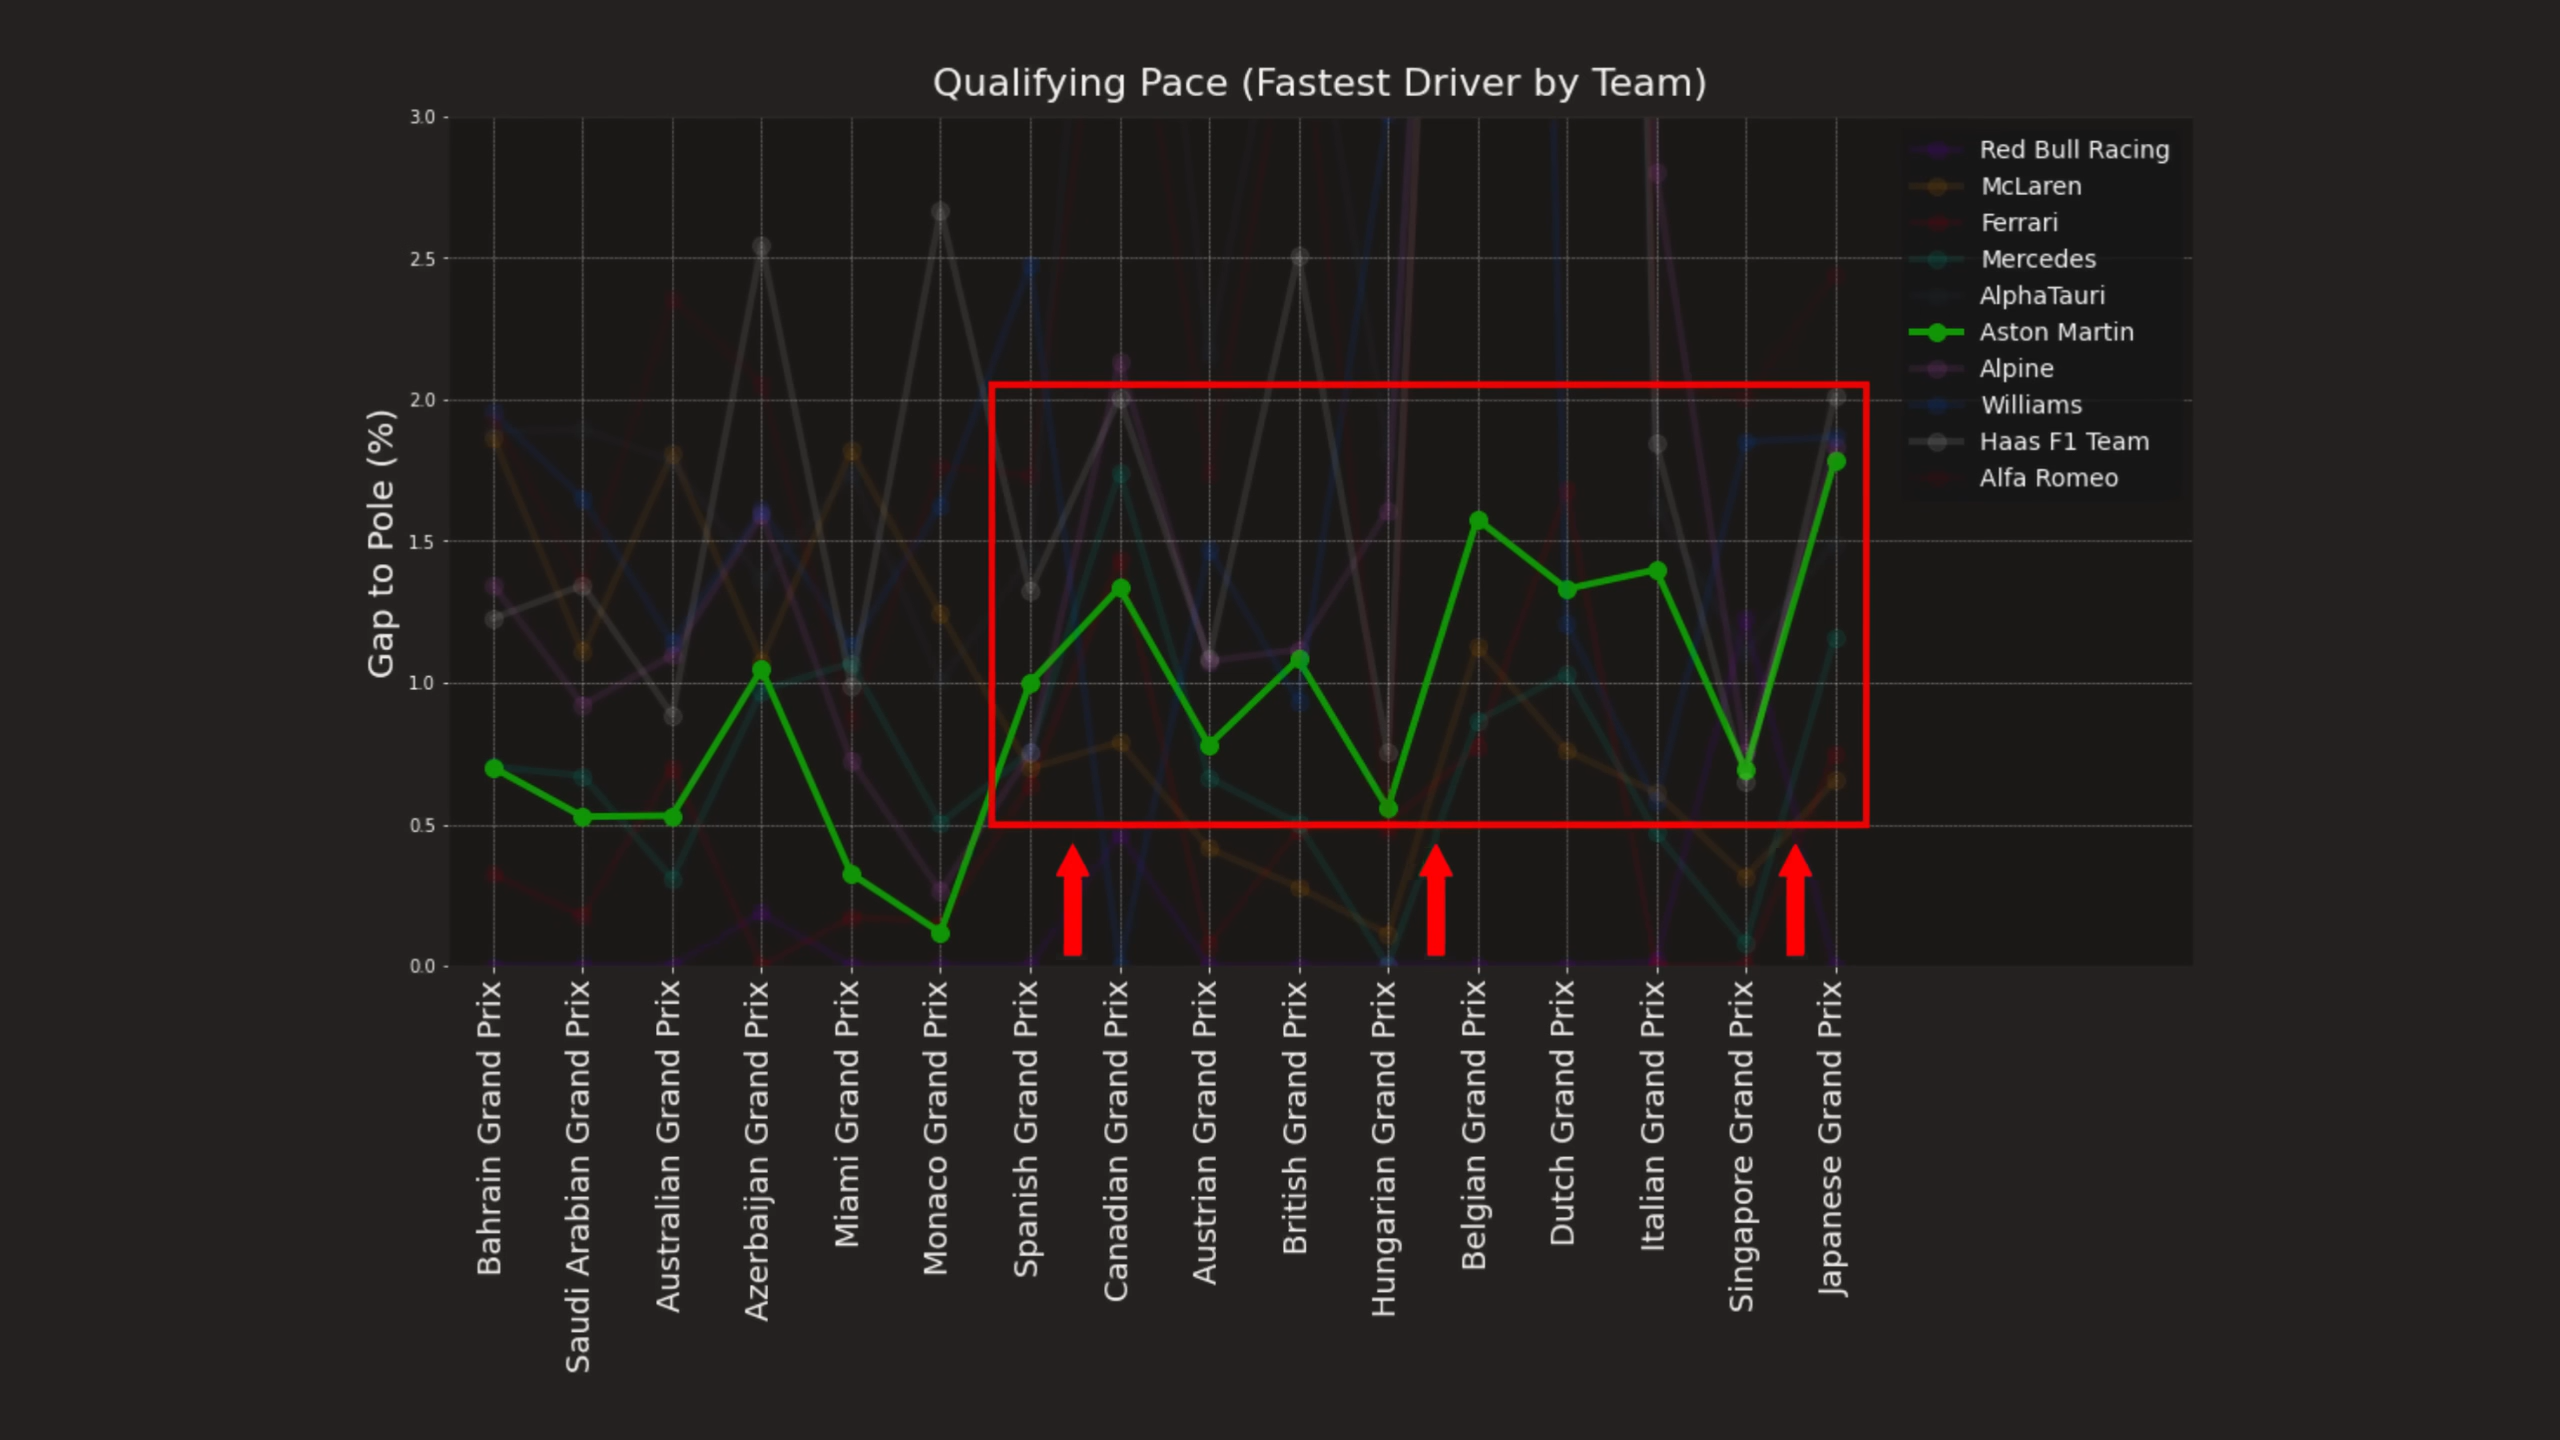 Qualifying Pace (Fastest Driver by Team)
Gap to Pole (%)
3.0
2.5
2.0
1.5
1.0
0.5
0.0
Red Bull Racing
McLaren
Ferrari
Mercedes
AlphaTauri
Aston Martin
Alpine
Williams
Haas F1 Team
Alfa Romeo
Bahrain Grand Prix
Saudi Arabian Grand Prix
Australian Grand Prix
Azerbaijan Grand Prix
Miami Grand Prix
Monaco Grand Prix
Spanish Grand Prix
Canadian Grand Prix
Austrian Grand Prix
British Grand Prix
Hungarian Grand Prix
Belgian Grand Prix
Dutch Grand Prix
Italian Grand Prix
Singapore Grand Prix
Japanese Grand Prix